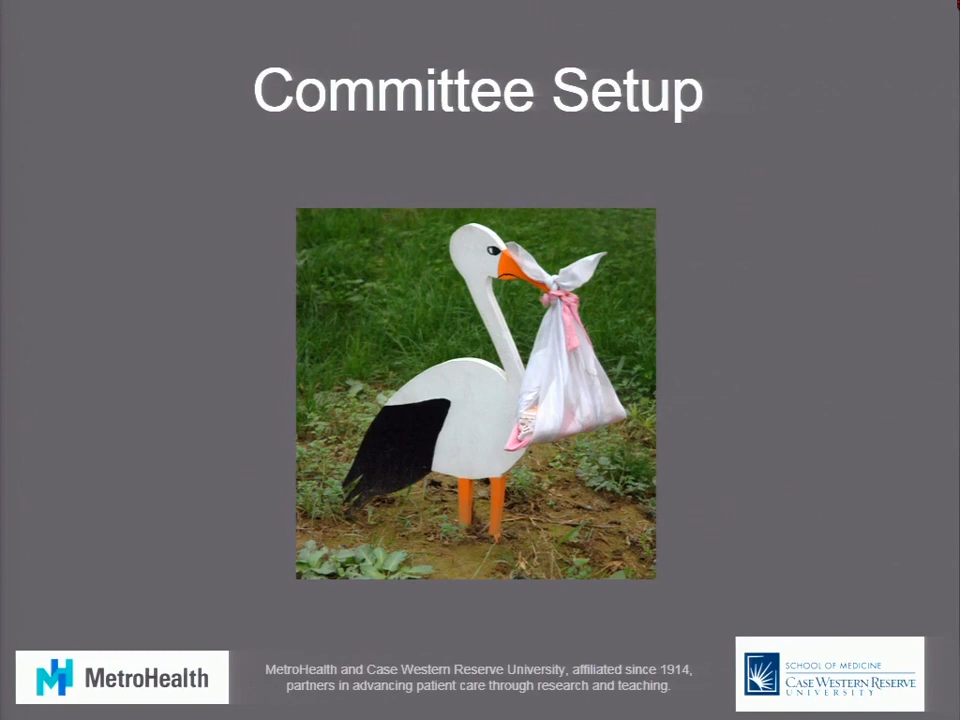 Committee Setup
MetroHealth
MetroHealth and Case Western Reserve University, affiliated since 1914,
partners in advancing patient care through research and teaching.
SCHOOL OF MEDICINE
CASE WESTERN RESERVE
UNIVERSITY